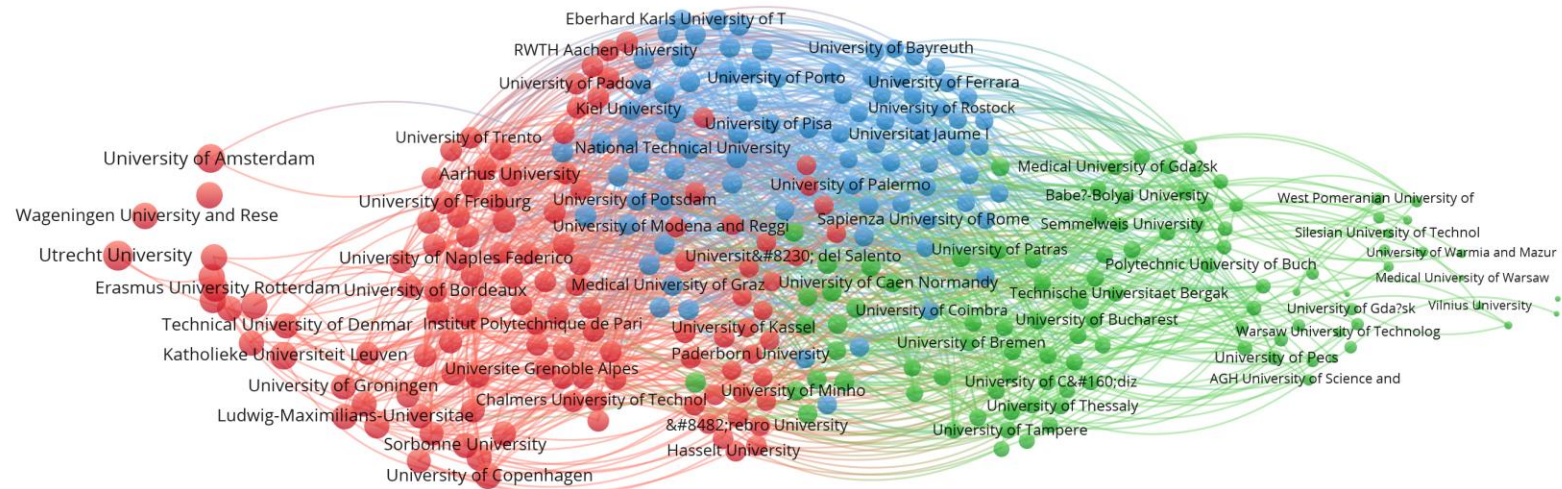 Eberhard Karls University of T
RWTH Aachen University
University of Bayreuth
University of Padova
University of Porto
University of Ferrara
Kiel University
University of Rostock
University of Pisa
University of Trento
Universitat Jaume I
National Technical University
University of Amsterdam
Medical University of Gda?sk
Aarhus University
University of Palermo
Babe?-Bolyai University
West Pomeranian University of
University of Freiburg
University of Potsdam
Wageningen University and Rese
Sapienza University of Rome
Semmelweis University
University of Modena and Reggi
Silesian University of Technol
University of Patras
University of Warmia and Mazur
Utrecht University
University of Naples Federico
Universit&#8230; del Salento
Polytechnic University of Buch
Medical University of Warsaw
Erasmus University Rotterdam
University of Bordeaux
Medical University of Graz
University of Caen Normandy
Technische Universitaet Bergak
Vilnius University
University of Gda?sk
University of Coimbra
Technical University of Denmar
Institut Polytechnique de Pari
University of Kassel
University of Bucharest
Warsaw University of Technolog
University of Bremen
Katholieke Universiteit Leuven
Paderborn University
University of Pecs
Universite Grenoble Alpes
AGH University of Science and
University of Groningen
University of Minho
University of C&#160;diz
Chalmers University of Technol
University of Thessaly
Ludwig-Maximilians-Universitae
&#8482;rebro University
University of Tampere
Sorbonne University
Hasselt University
University of Copenhagen